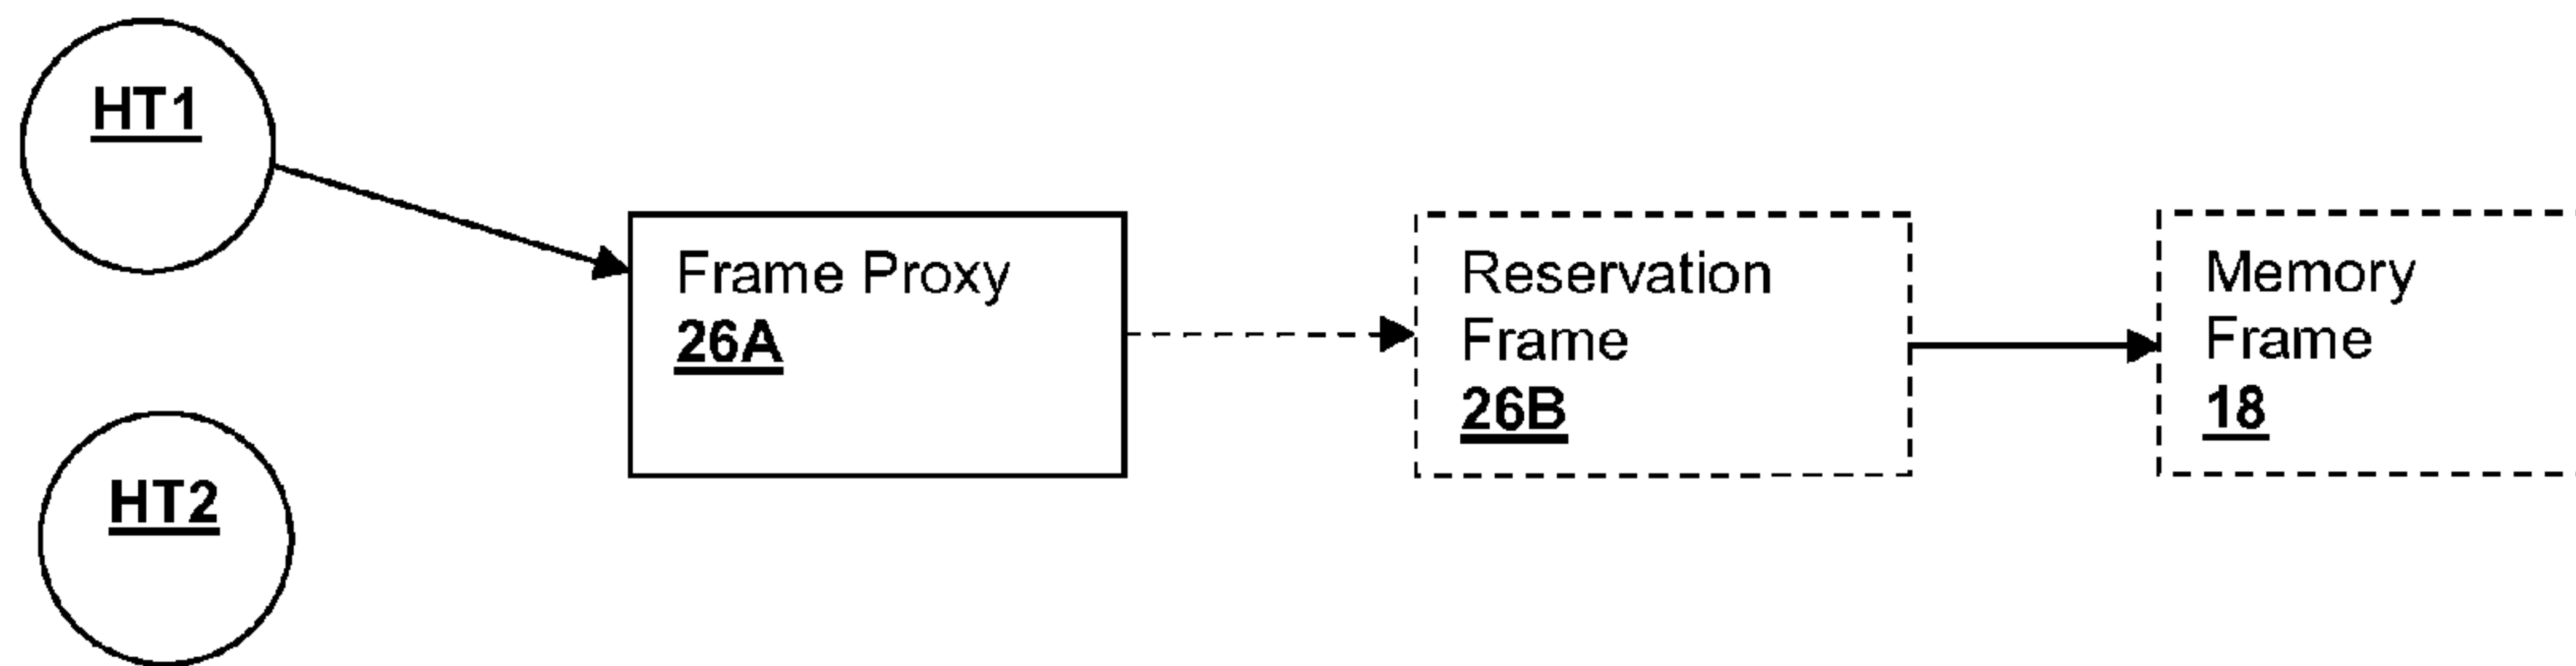 HT1
Frame Proxy
26A
Reservation
Frame
26B
Memory
Frame
18
HT2